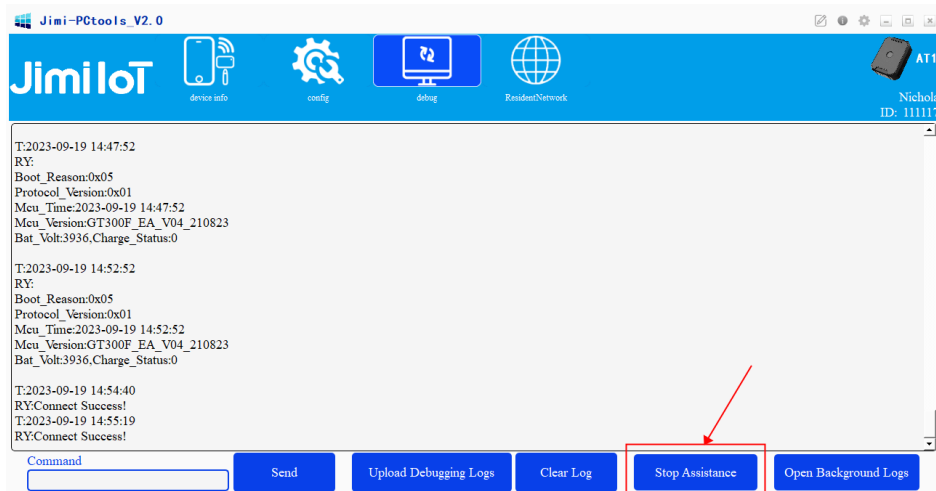 Jimi-PCtools_V2.0
Jimi IoT
device info
config
debug
ResidentNetwork
AT1
Nichola
ID: 111117
T:2023-09-19 14:47:52
RY:
Boot_Reason:0x05
Protocol_Version:0x01
Mcu_Time:2023-09-19 14:47:52
Mcu_Version:GT300F_EA_V04_210823
Bat_Volt:3936,Charge_Status:0
T:2023-09-19 14:52:52
RY:
Boot_Reason:0x05
Protocol_Version:0x01
Mcu_Time:2023-09-19 14:52:52
Mcu_Version:GT300F_EA_V04_210823
Bat_Volt:3936,Charge_Status:0
T:2023-09-19 14:54:40
RY:Connect Success!
T:2023-09-19 14:55:19
RY:Connect Success!
Command
Send
Upload Debugging Logs
Clear Log
Stop Assistance
Open Background Logs